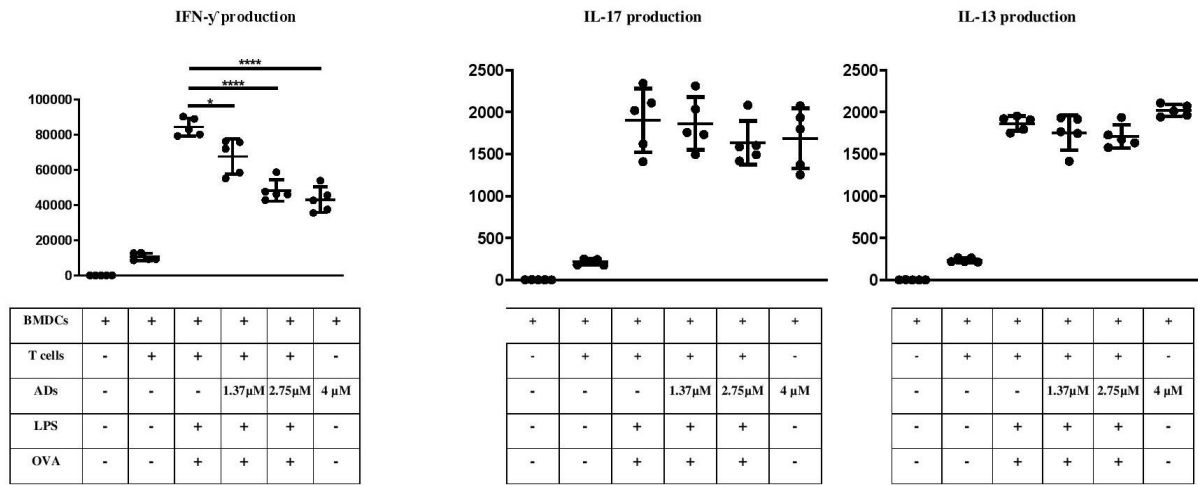 IFN-γ production
IL-17 production
IL-13 production
****
****
*
100000
80000
60000
40000
20000
0
2500
2000
1500
1000
500
0
2500
2000
1500
1000
500
0
BMDCs + + + + + +
T cells - + + + + -
ADs - - - 1.37μM 2.75μM 4 μM
LPS - - + + + -
OVA - - + + + -
+ + + + + +
- + + + + -
- - - 1.37μM 2.75μM 4 μM
- - + + + -
- - + + + -
+ + + + + +
- + + + + -
- - - 1.37μM 2.75μM 4 μM
- - + + + -
- - + + + -